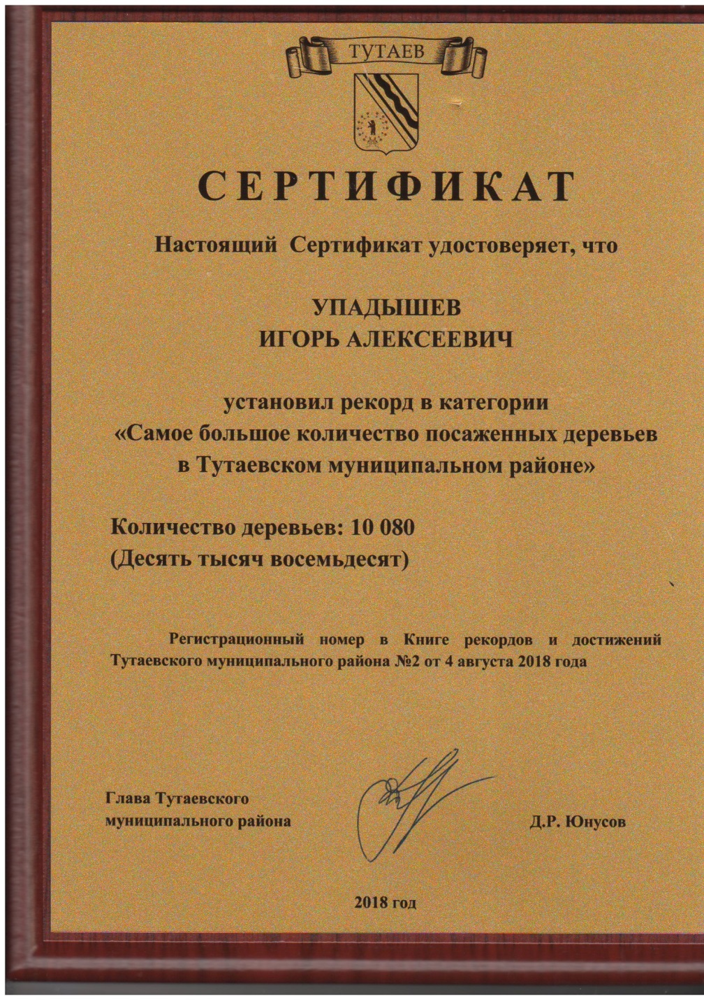 ТУТАЕВ
СЕРТИФИКАТ
Настоящий Сертификат удостоверяет, что
УПАДЫШЕВ
ИГОРЬ АЛЕКСЕЕВИЧ
установил рекорд в категории
«Самое большое количество посаженных деревьев
в Тутаевском муниципальном районе»
Количество деревьев: 10 080
(Десять тысяч восемьдесят)
Регистрационный номер в Книге рекордов и достижений
Тутаевского муниципального района №2 от 4 августа 2018 года
Глава Тутаевского
муниципального района
Д.Р. Юнусов
2018 год